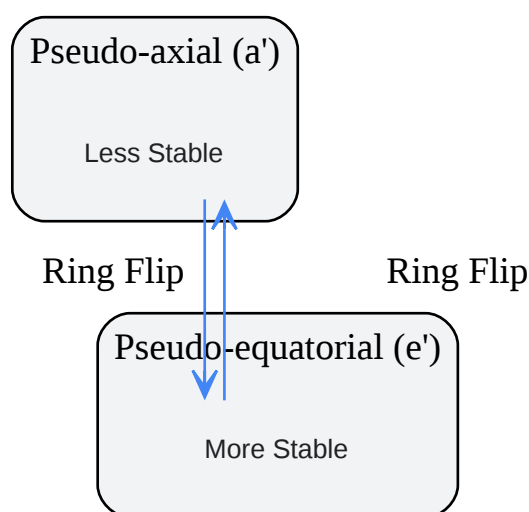 Pseudo-axial (a')
Less Stable
Ring Flip
Ring Flip
Pseudo-equatorial (e')
More Stable